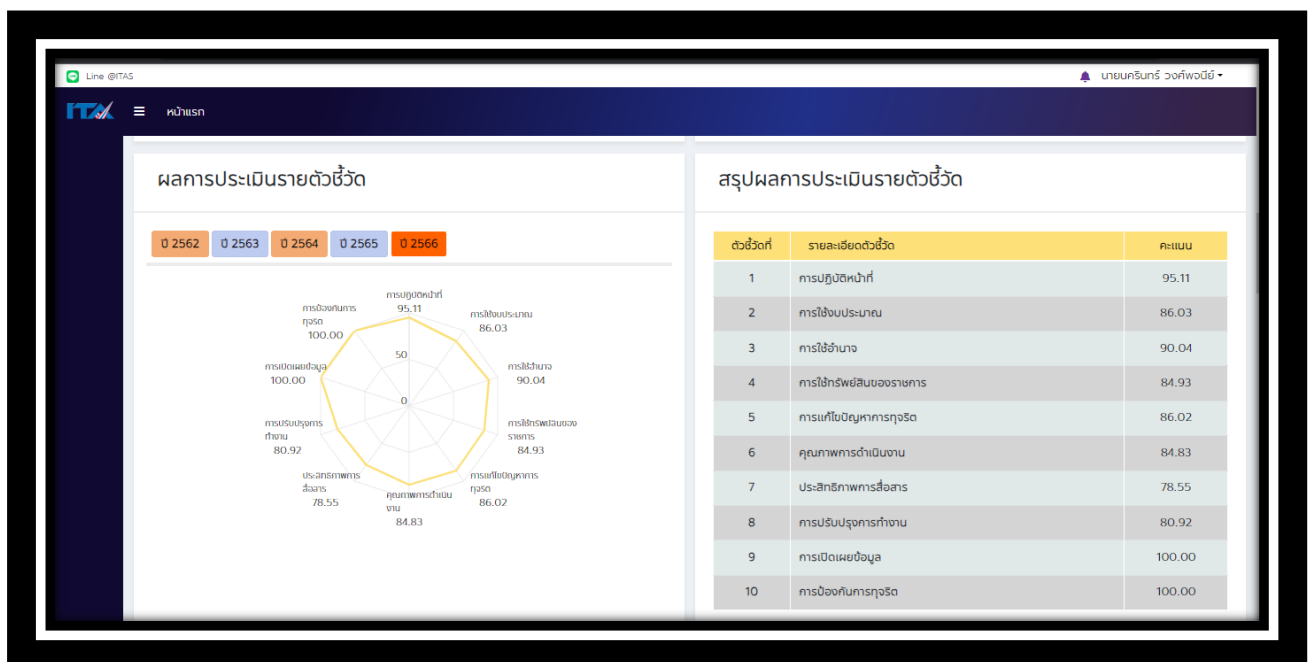 Line @ITAS
นายนครินทร์ วงศ์พจนีย์
ITA
หน้าแรก
ผลการประเมินรายตัวชี้วัด
ปี 2562
ปี 2563
ปี 2564
ปี 2565
ปี 2566
การปฏิบัติหน้าที่
95.11
การใช้งบประมาณ
86.03
การใช้อำนาจ
90.04
การใช้ทรัพย์สินของ
ราชการ
84.93
การแก้ไขปัญหาการ
ทุจริต
86.02
คุณภาพการดำเนิน
งาน
84.83
ประสิทธิภาพการ
สื่อสาร
78.55
การปรับปรุงการ
ทำงาน
80.92
การเปิดเผยข้อมูล
100.00
การป้องกันการ
ทุจริต
100.00
50
0
สรุปผลการประเมินรายตัวชี้วัด
ตัวชี้วัดที่ รายละเอียดตัวชี้วัด คะแนน
1 การปฏิบัติหน้าที่ 95.11
2 การใช้งบประมาณ 86.03
3 การใช้อำนาจ 90.04
4 การใช้ทรัพย์สินของราชการ 84.93
5 การแก้ไขปัญหาการทุจริต 86.02
6 คุณภาพการดำเนินงาน 84.83
7 ประสิทธิภาพการสื่อสาร 78.55
8 การปรับปรุงการทำงาน 80.92
9 การเปิดเผยข้อมูล 100.00
10 การป้องกันการทุจริต 100.00